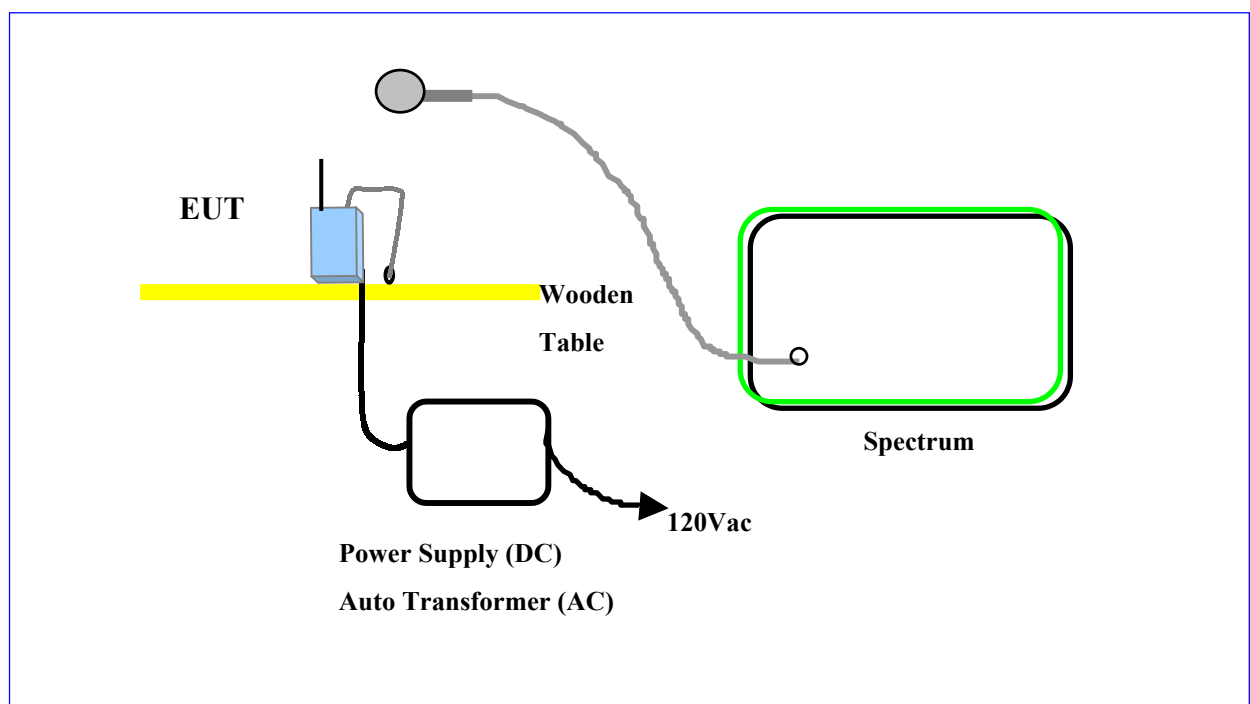 EUT
Wooden
Table
Spectrum
120Vac
Power Supply (DC)
Auto Transformer (AC)